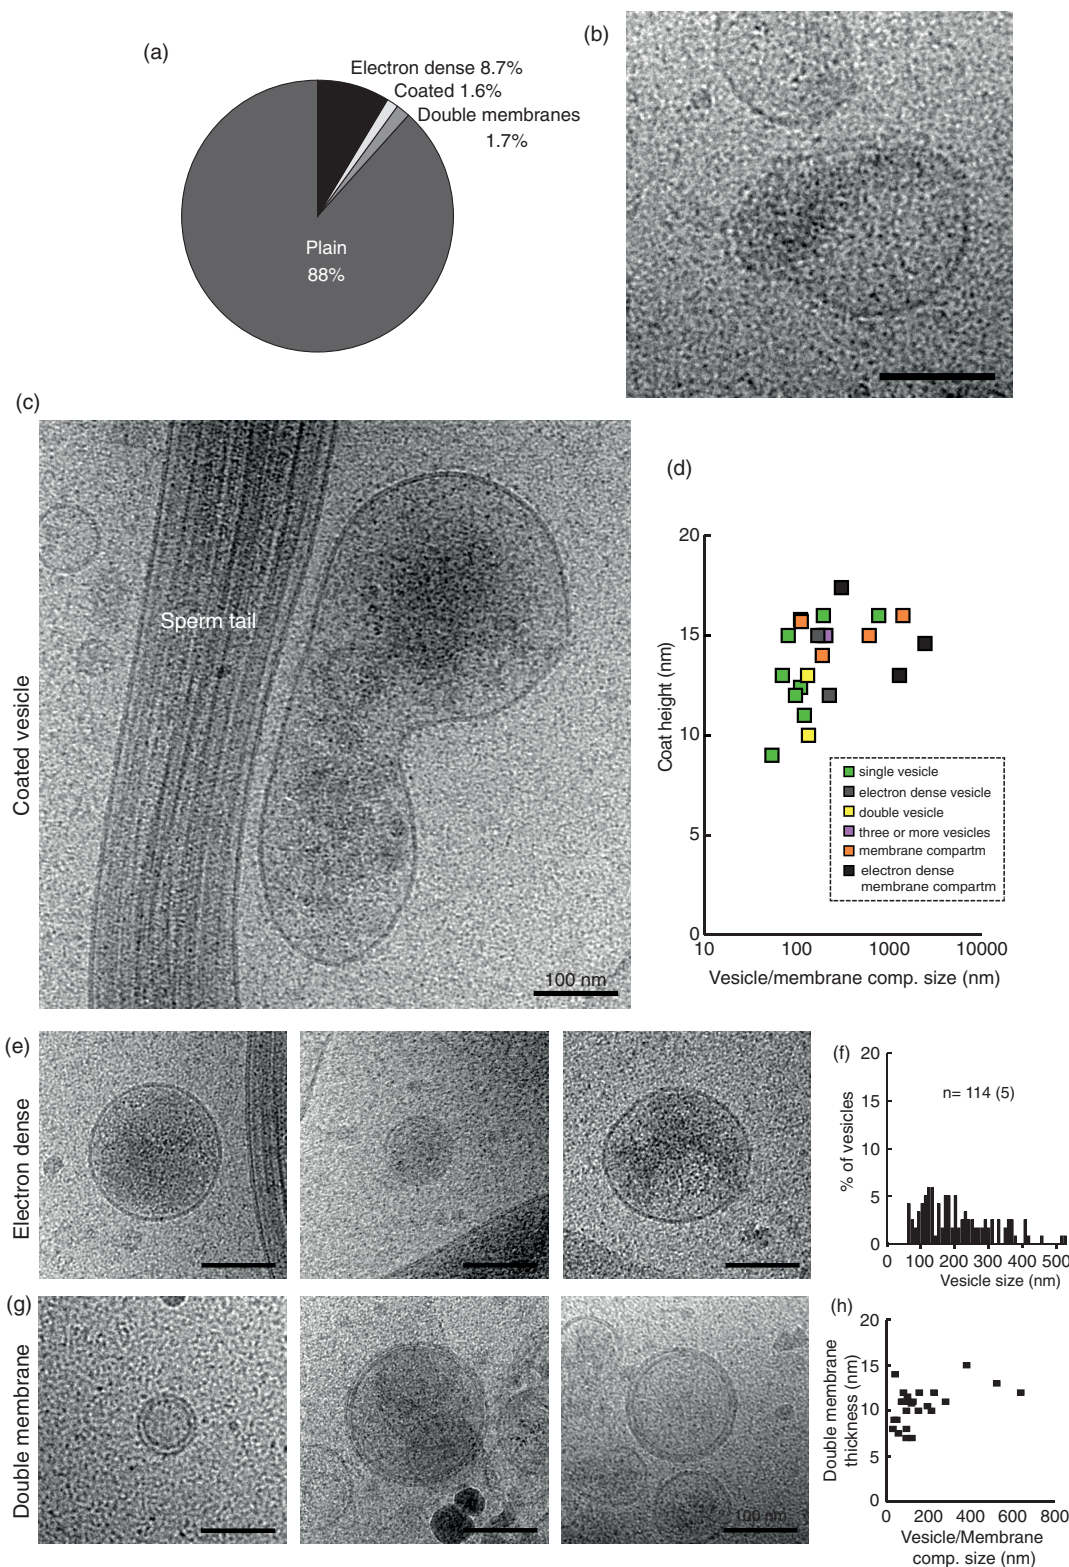 (a)
Electron dense 8.7%
Coated 1.6%
Double membranes
1.7%
Plain
88%
(b)
(c)
Coated vesicle
Sperm tail
100 nm
(d)
Coat height (nm)
20
15
10
5
0
10 100 1000 10000
Vesicle/membrane comp. size (nm)
single vesicle
electron dense vesicle
double vesicle
three or more vesicles
membrane compartm
electron dense
membrane compartm
(e)
Electron dense
(f)
% of vesicles
20
15
10
5
0
n= 114 (5)
0 100 200 300 400 500
Vesicle size (nm)
(g)
Double membrane
100 nm
(h)
Double membrane
thickness (nm)
20
15
10
5
0
0 200 400 600 800
Vesicle/Membrane
comp. size (nm)